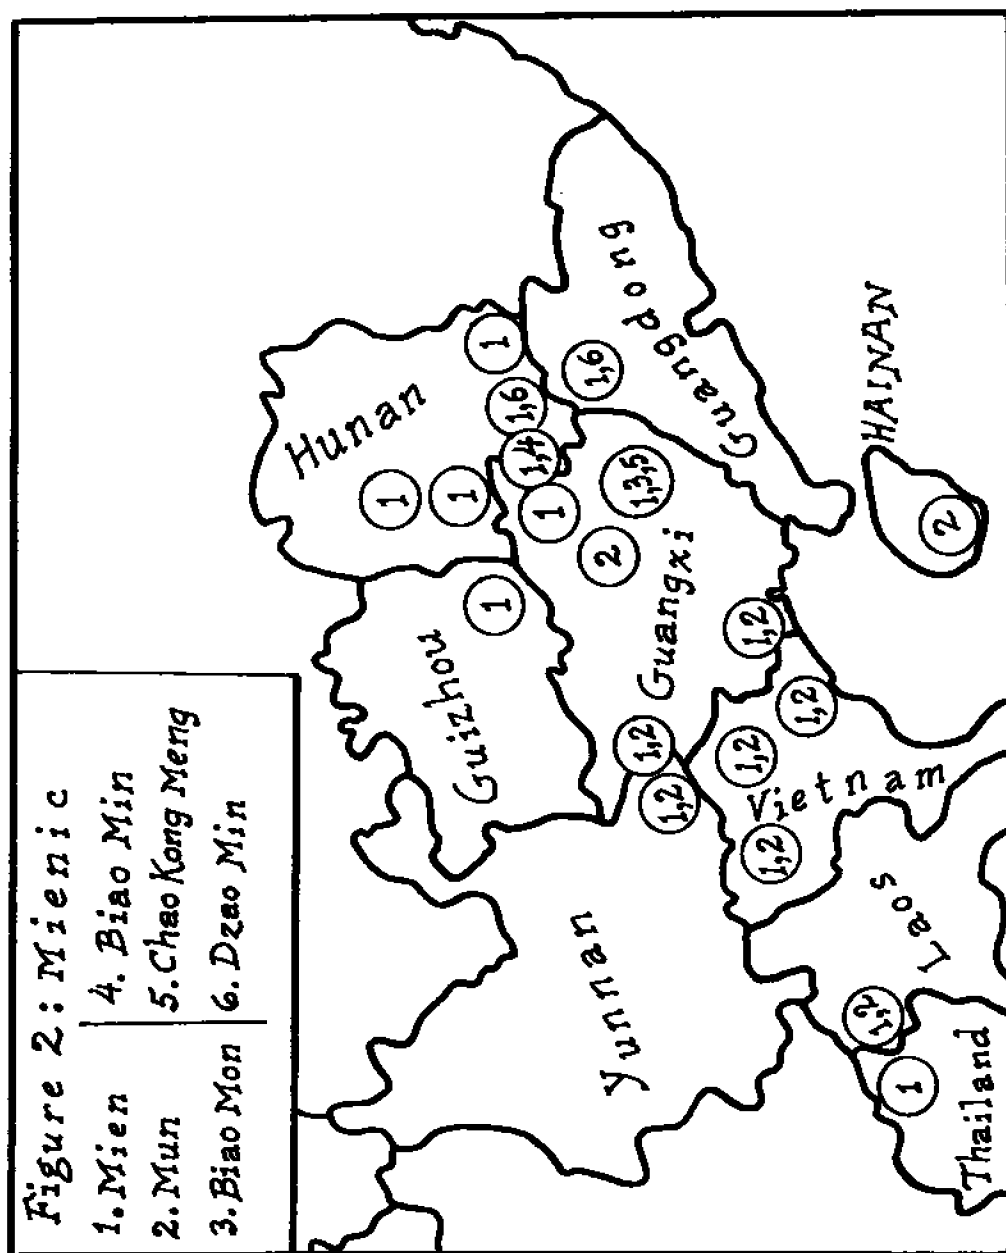 Figure 2: Mienic
1. Mien
2. Mun
3. Biao Mon
4. Biao Min
5. Chao Kong Meng
6. Dzao Min
Hunan
1
1
1
1,6
1,4
Guizhou
1
Guangdong
1,6
Guangxi
1
2
1,3,5
1,2
1,2
Yunnan
1,2
Vietnam
1,2
1,2
1,2
HAINAN
2
Laos
1,2
Thailand
1